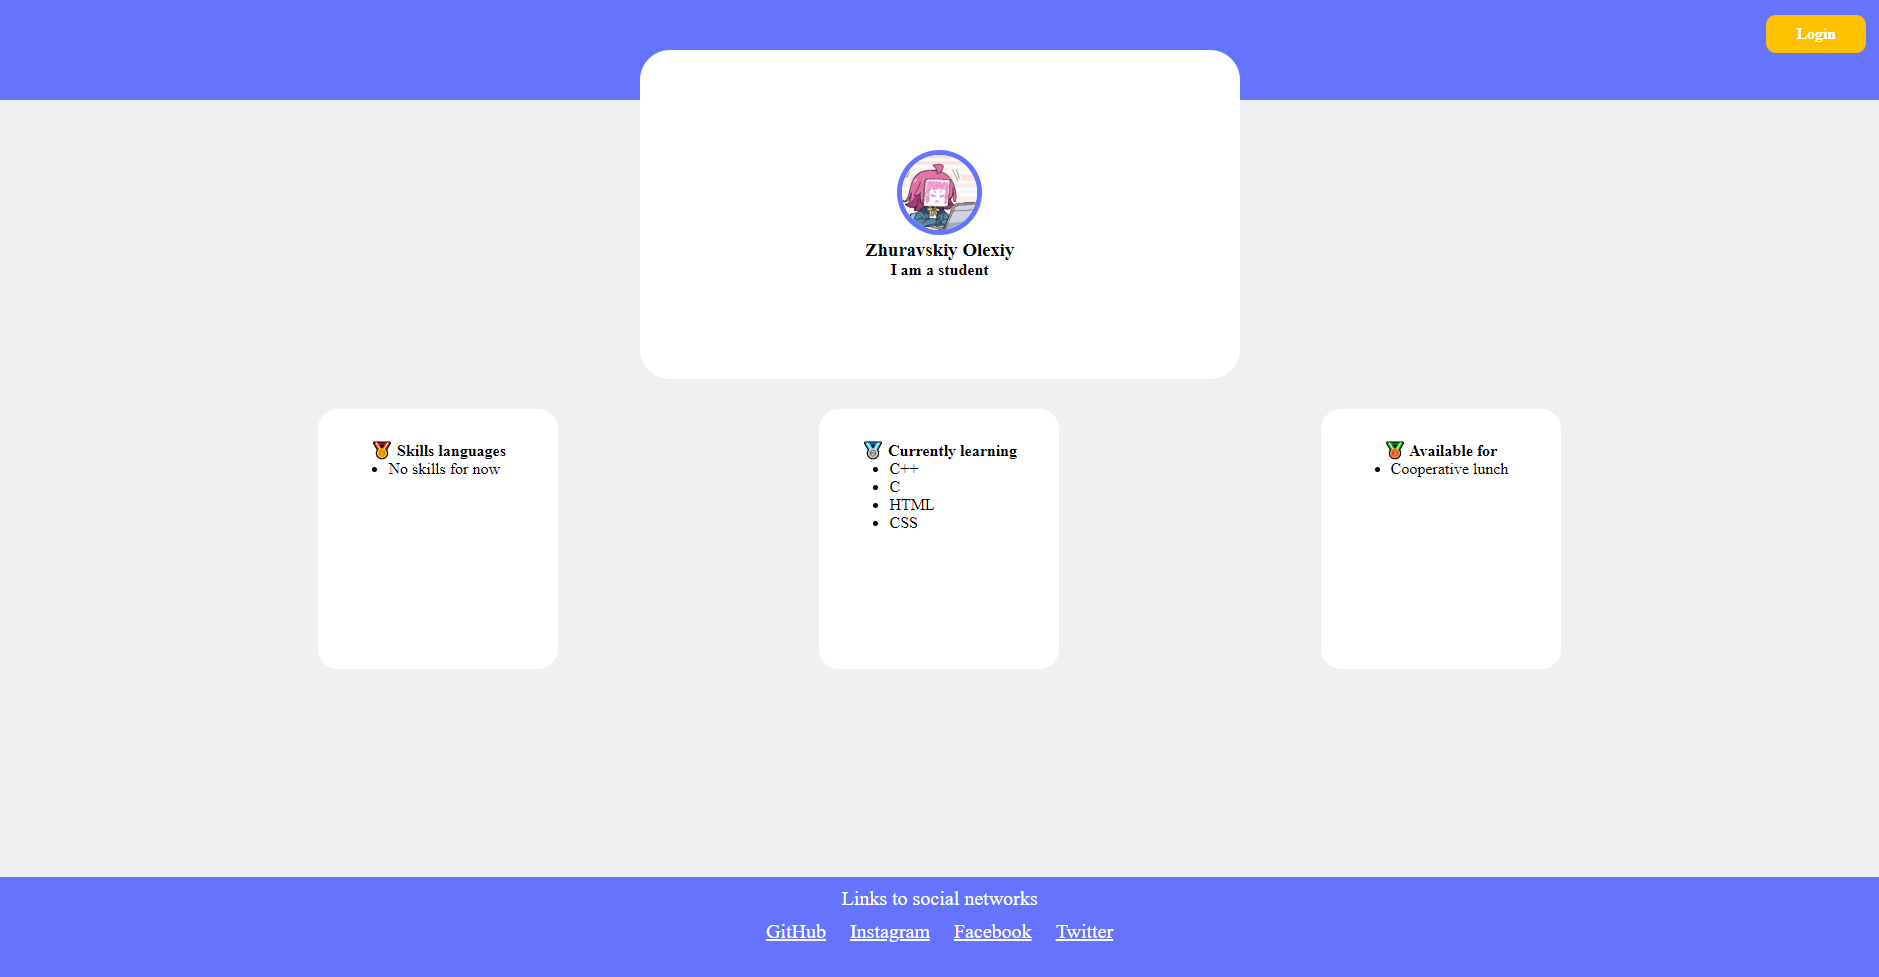 Login
Zhuravskiy Olexiy
I am a student
Skills languages
No skills for now
Currently learning
C++
C
HTML
CSS
Available for
Cooperative lunch
Links to social networks
GitHub Instagram Facebook Twitter